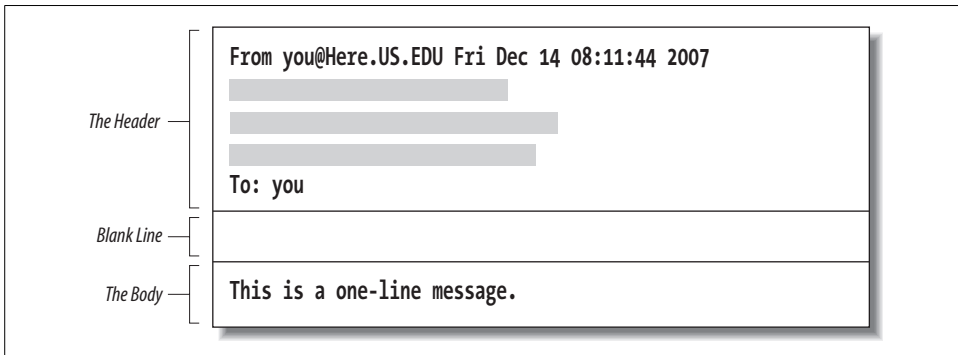 From you@Here.US.EDU Fri Dec 14 08:11:44 2007
The Header
To: you
Blank Line
The Body
This is a one-line message.